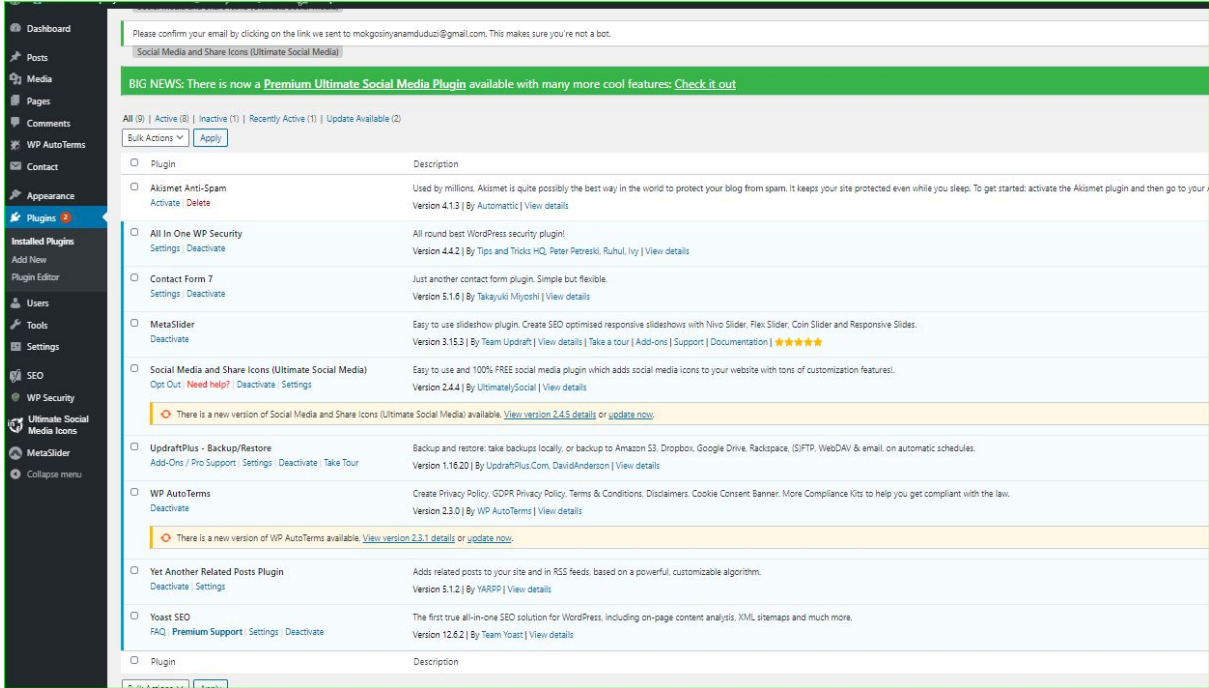 Dashboard
Posts
Media
Pages
Comments
WP AutoTerms
Contact
Appearance
Plugins 2
Installed Plugins
Add New
Plugin Editor
Users
Tools
Settings
SEO
WP Security
Ultimate Social
Media Icons
MetaSlider
Collapse menu
Please confirm your email by clicking on the link we sent to mokgosinyanamduduzi@gmail.com. This makes sure you're not a bot.
Social Media and Share Icons (Ultimate Social Media)
BIG NEWS: There is now a Premium Ultimate Social Media Plugin available with many more cool features: Check it out
All (9) | Active (8) | Inactive (1) | Recently Active (1) | Update Available (2)
Bulk Actions Apply
Plugin Description
Akismet Anti-Spam Used by millions, Akismet is quite possibly the best way in the world to protect your blog from spam. It keeps your site protected even while you sleep. To get started: activate the Akismet plugin and then go to your
Activate | Delete
Version 4.1.3 | By Automattic | View details
All In One WP Security All round best WordPress security plugin!
Settings | Deactivate
Version 4.4.2 | By Tips and Tricks HQ, Peter Petreski, Ruhul, Ivy | View details
Contact Form 7 Just another contact form plugin. Simple but flexible.
Settings | Deactivate
Version 5.1.6 | By Takayuki Miyoshi | View details
MetaSlider Easy to use slideshow plugin. Create SEO optimised responsive slideshows with Nivo Slider, Flex Slider, Coin Slider and Responsive Slides.
Deactivate
Version 3.15.3 | By Team Updraft | View details | Take a tour | Add-ons | Support | Documentation | ★★★★★
Social Media and Share Icons (Ultimate Social Media) Easy to use and 100% FREE social media plugin which adds social media icons to your website with tons of customization features!.
Opt Out | Need help? | Deactivate | Settings
Version 2.4.4 | By UltimatelySocial | View details
There is a new version of Social Media and Share Icons (Ultimate Social Media) available. View version 2.4.5 details or update now.
UpdraftPlus - Backup/Restore Backup and restore: take backups locally, or backup to Amazon S3, Dropbox, Google Drive, Rackspace, (S)FTP, WebDAV & email, on automatic schedules.
Add-Ons / Pro Support | Settings | Deactivate | Take Tour
Version 1.16.20 | By UpdraftPlus.Com, DavidAnderson | View details
WP AutoTerms Create Privacy Policy, GDPR Privacy Policy, Terms & Conditions, Disclaimers. Cookie Consent Banner. More Compliance Kits to help you get compliant with the law.
Deactivate
Version 2.3.0 | By WP AutoTerms | View details
There is a new version of WP AutoTerms available. View version 2.3.1 details or update now.
Yet Another Related Posts Plugin Adds related posts to your site and in RSS feeds, based on a powerful, customizable algorithm.
Deactivate | Settings
Version 5.1.2 | By YARPP | View details
Yoast SEO The first true all-in-one SEO solution for WordPress, including on-page content analysis, XML sitemaps and much more.
FAQ | Premium Support | Settings | Deactivate
Version 12.6.2 | By Team Yoast | View details
Plugin Description